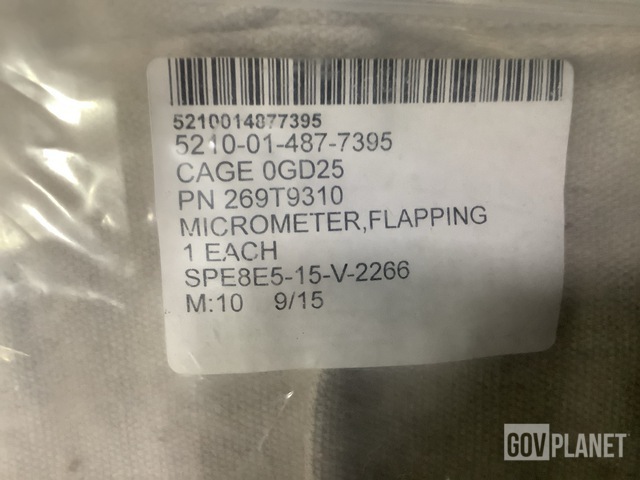 5210014877395
5210-01-487-7395
CAGE 0GD25
PN 269T9310
MICROMETER,FLAPPING
1 EACH
SPE8E5-15-V-2266
M:10 9/15
GOVPLANET